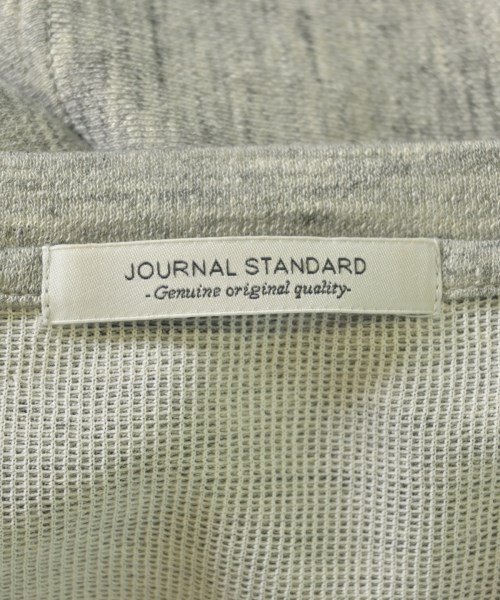 JOURNAL STANDARD
-Genuine original quality-